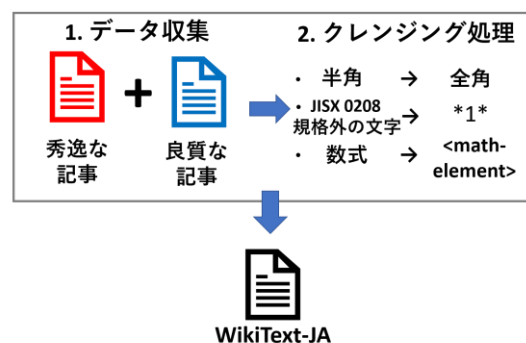 1. データ収集
+
秀逸な
記事
良質な
記事
2. クレンジング処理
・ 半角 → 全角
・ JISX 0208
規格外の文字 → *1*
・ 数式 → <math-
element>
WikiText-JA